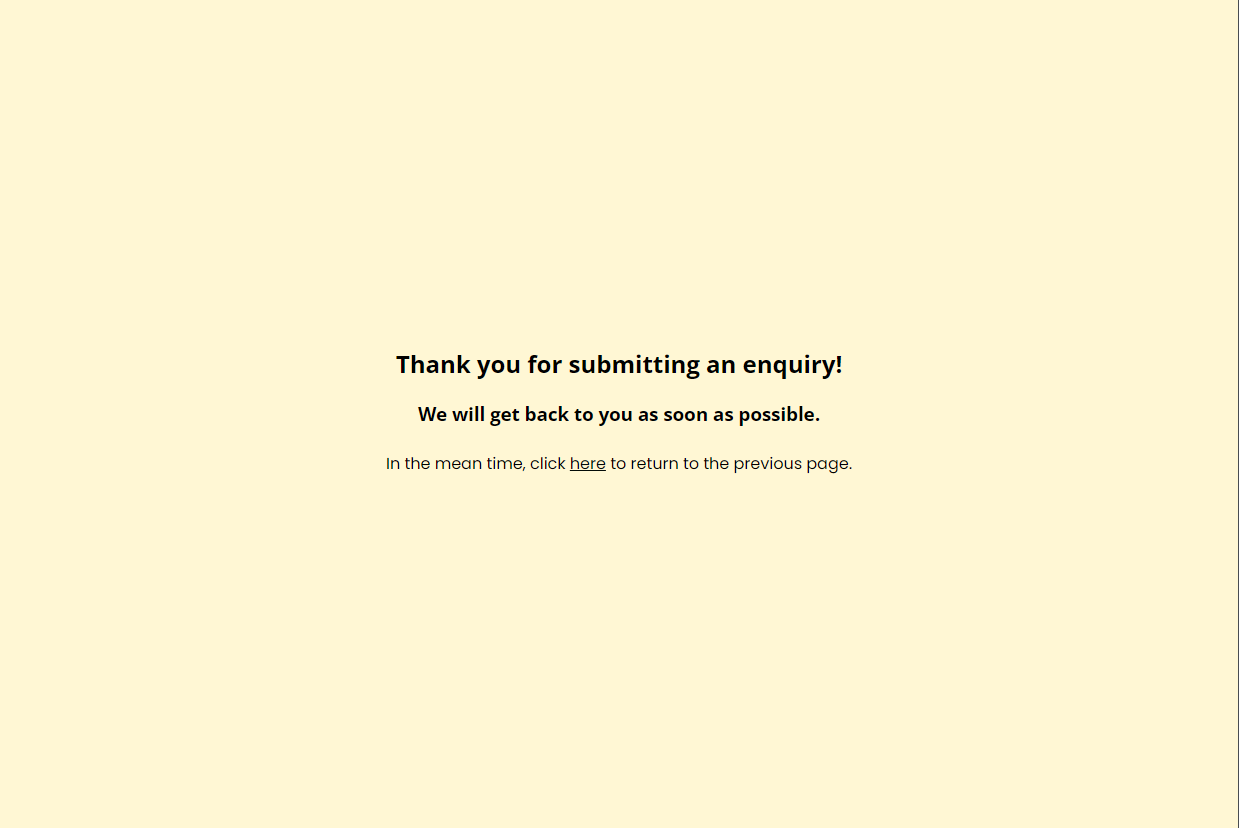 Thank you for submitting an enquiry!
We will get back to you as soon as possible.
In the mean time, click here to return to the previous page.